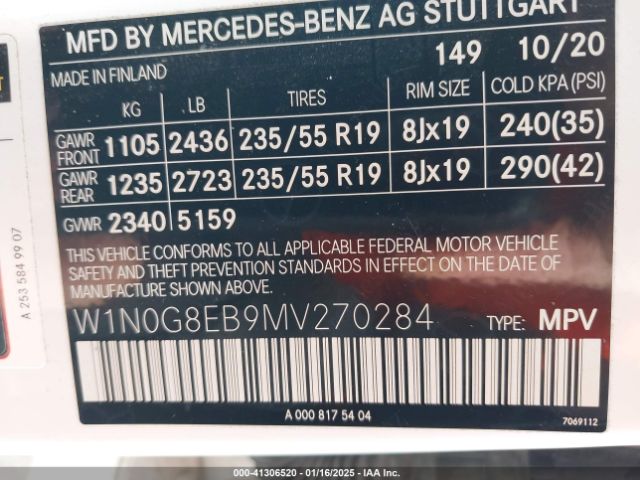 MFD BY MERCEDES-BENZ AG STUTTGART
149 10/20
MADE IN FINLAND
KG LB TIRES RIM SIZE COLD KPA (PSI)
GAWR FRONT 1105 2436 235/55 R19 8Jx19 240(35)
GAWR REAR 1235 2723 235/55 R19 8Jx19 290(42)
GVWR 2340 5159
THIS VEHICLE CONFORMS TO ALL APPLICABLE FEDERAL MOTOR VEHICLE
SAFETY AND THEFT PREVENTION STANDARDS IN EFFECT ON THE DATE OF
MANUFACTURE SHOWN ABOVE.
W1N0G8EB9MV270284 TYPE: MPV
A 000 817 54 04
7069112
A 253 584 99 07
© COPYRIGHT - 41306520 - 01/16/2025 - IAA Inc.